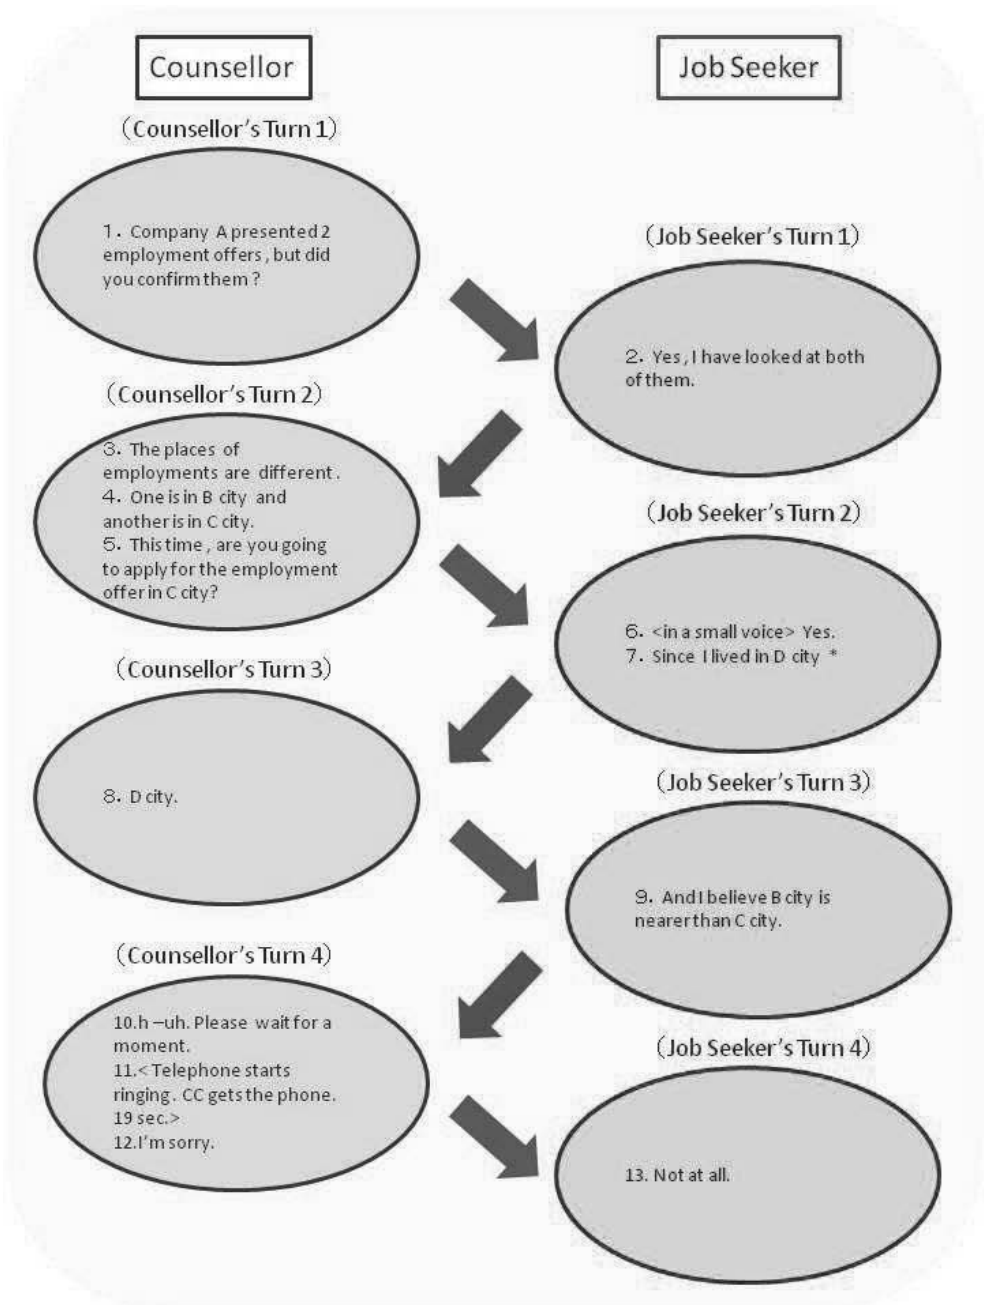 Counsellor
Job Seeker
(Counsellor's Turn 1)
1. Company A presented 2
employment offers, but did
you confirm them?
(Job Seeker's Turn 1)
2. Yes, I have looked at both
of them.
(Counsellor's Turn 2)
3. The places of
employments are different.
4. One is in B city and
another is in C city.
5. This time, are you going
to apply for the employment
offer in C city?
(Job Seeker's Turn 2)
6. <in a small voice> Yes.
7. Since I lived in D city *
(Counsellor's Turn 3)
8. D city.
(Job Seeker's Turn 3)
9. And I believe B city is
nearer than C city.
(Counsellor's Turn 4)
10.h –uh. Please wait for a
moment.
11.< Telephone starts
ringing. CC gets the phone.
19 sec.>
12.I'm sorry.
(Job Seeker's Turn 4)
13. Not at all.